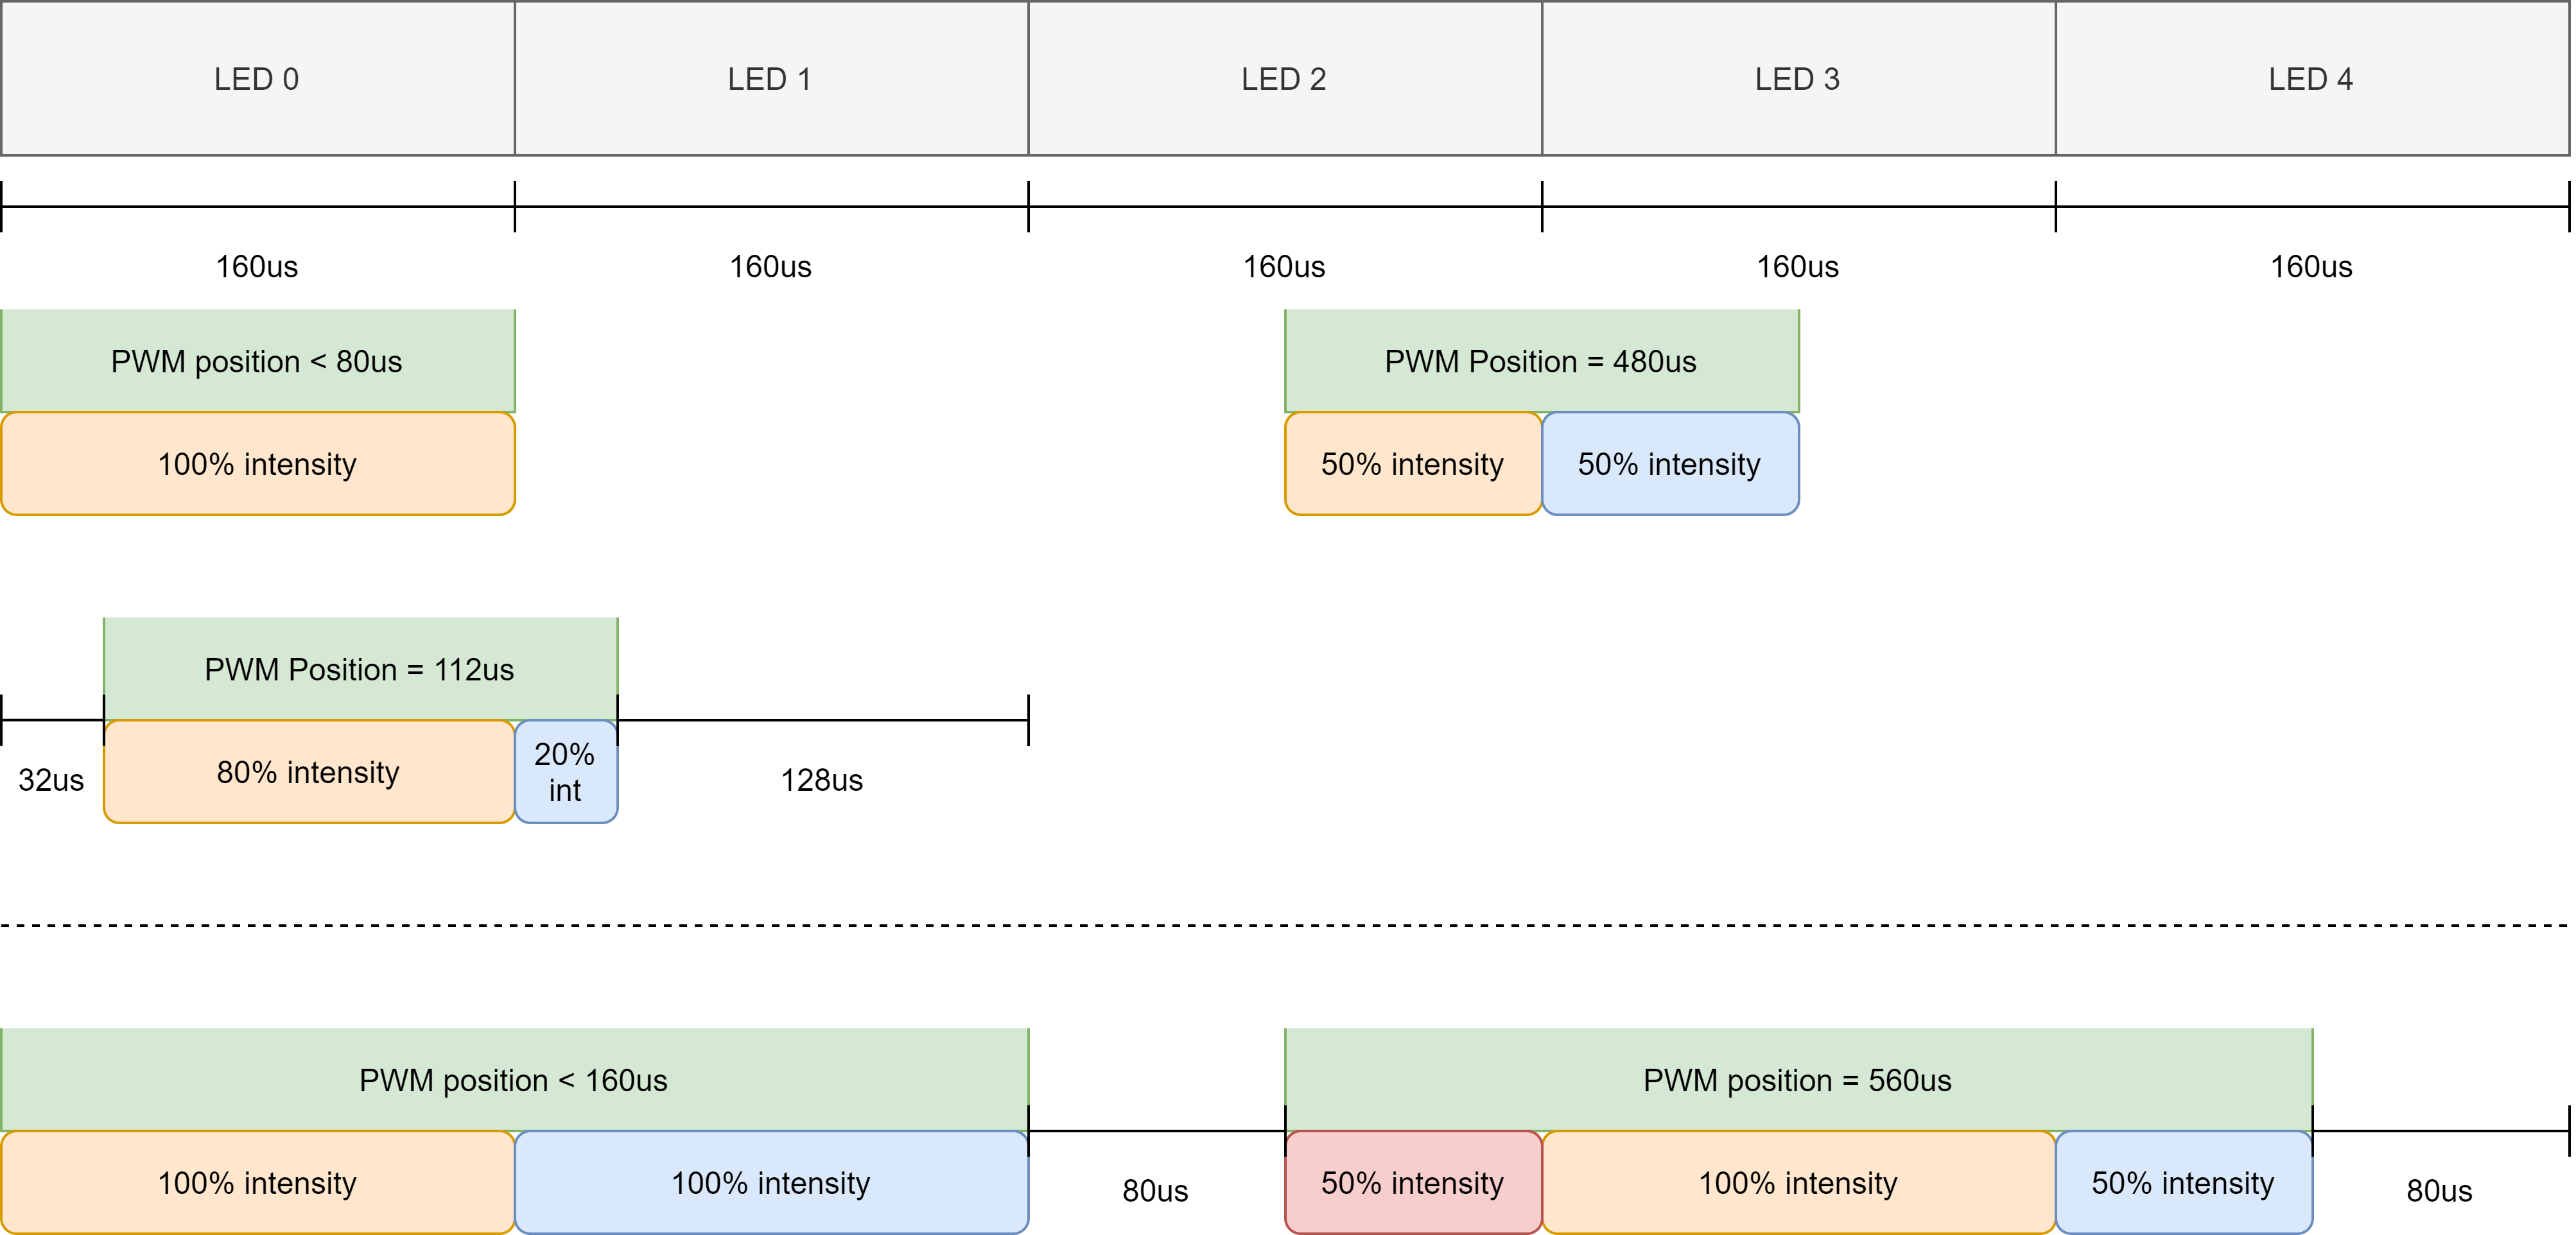 LED 0
LED 1
LED 2
LED 3
LED 4
160us
160us
160us
160us
160us
PWM position < 80us
PWM Position = 480us
100% intensity
50% intensity
50% intensity
PWM Position = 112us
32us
80% intensity
20%
int
128us
PWM position < 160us
PWM position = 560us
100% intensity
100% intensity
80us
50% intensity
100% intensity
50% intensity
80us